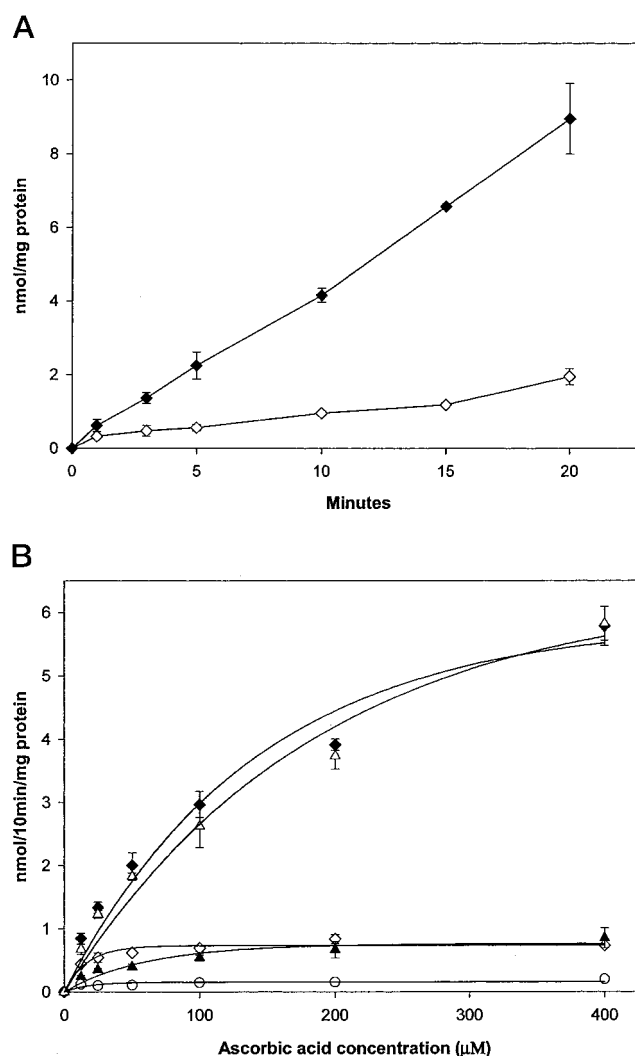 A
nmol/mg protein
10
8
6
4
2
0
0 5 10 15 20
Minutes
B
nmol/10min/mg protein
6
5
4
3
2
1
0
0 100 200 300 400
Ascorbic acid concentration (μM)